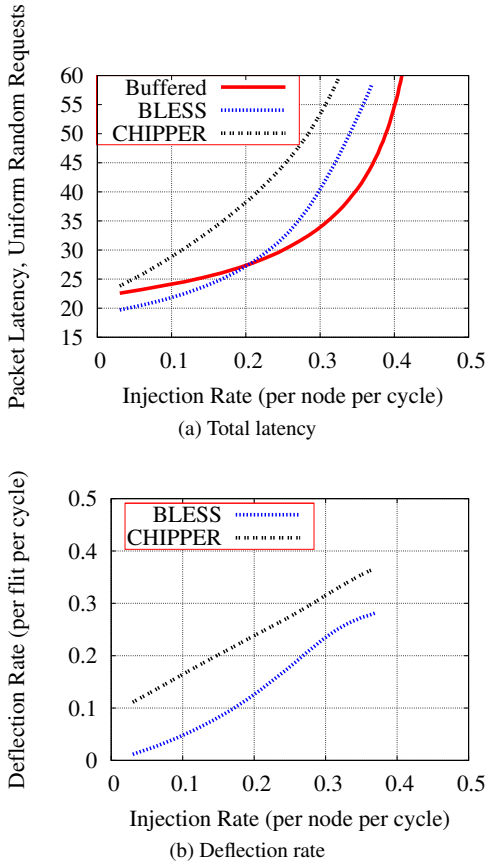 Packet Latency, Uniform Random Requests
60
55
50
45
40
35
30
25
20
15
Buffered
BLESS
CHIPPER
0 0.1 0.2 0.3 0.4 0.5
Injection Rate (per node per cycle)
(a) Total latency
Deflection Rate (per flit per cycle)
0.5
0.4
0.3
0.2
0.1
0
BLESS
CHIPPER
0 0.1 0.2 0.3 0.4 0.5
Injection Rate (per node per cycle)
(b) Deflection rate